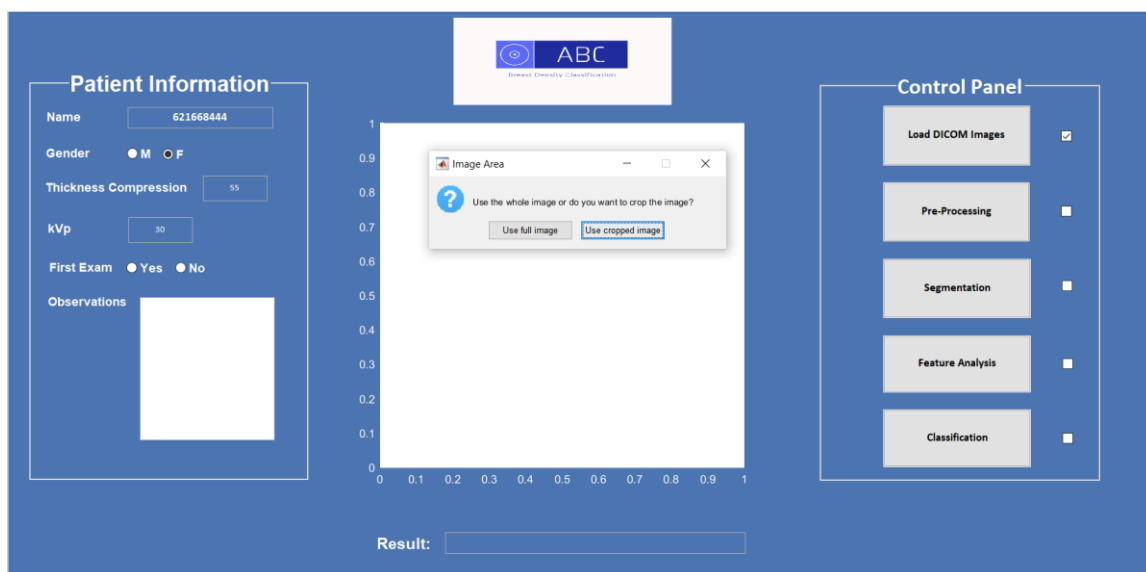 ABC
Breast Density Classification
Patient Information
Name 621668444
Gender M F
Thickness Compression 55
kVp 30
First Exam Yes No
Observations
1
0.9
0.8
0.7
0.6
0.5
0.4
0.3
0.2
0.1
0
0 0.1 0.2 0.3 0.4 0.5 0.6 0.7 0.8 0.9 1
Image Area
Use the whole image or do you want to crop the image?
Use full image Use cropped image
Result:
Control Panel
Load DICOM Images
Pre-Processing
Segmentation
Feature Analysis
Classification